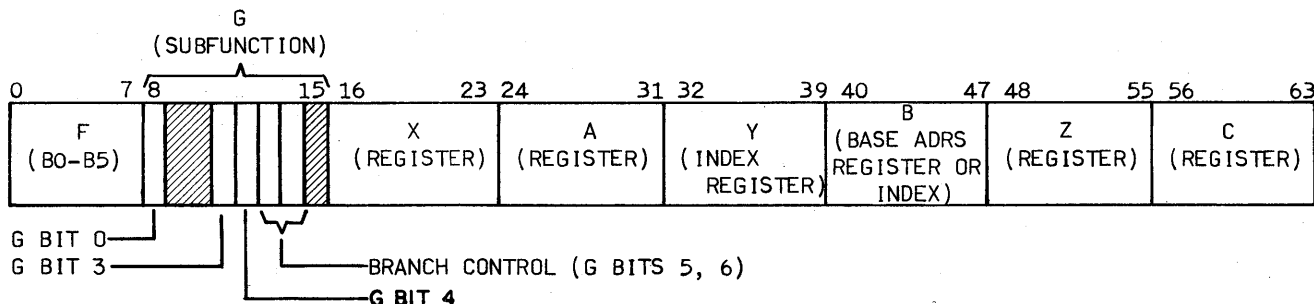 G
(SUBFUNCTION)
0 7 8 15 16 23 24 31 32 39 40 47 48 55 56 63
F
(B0-B5)
X
(REGISTER)
A
(REGISTER)
Y
(INDEX
REGISTER)
B
(BASE ADRS
REGISTER OR
INDEX)
Z
(REGISTER)
C
(REGISTER)
G BIT 0
G BIT 3
BRANCH CONTROL (G BITS 5, 6)
G BIT 4